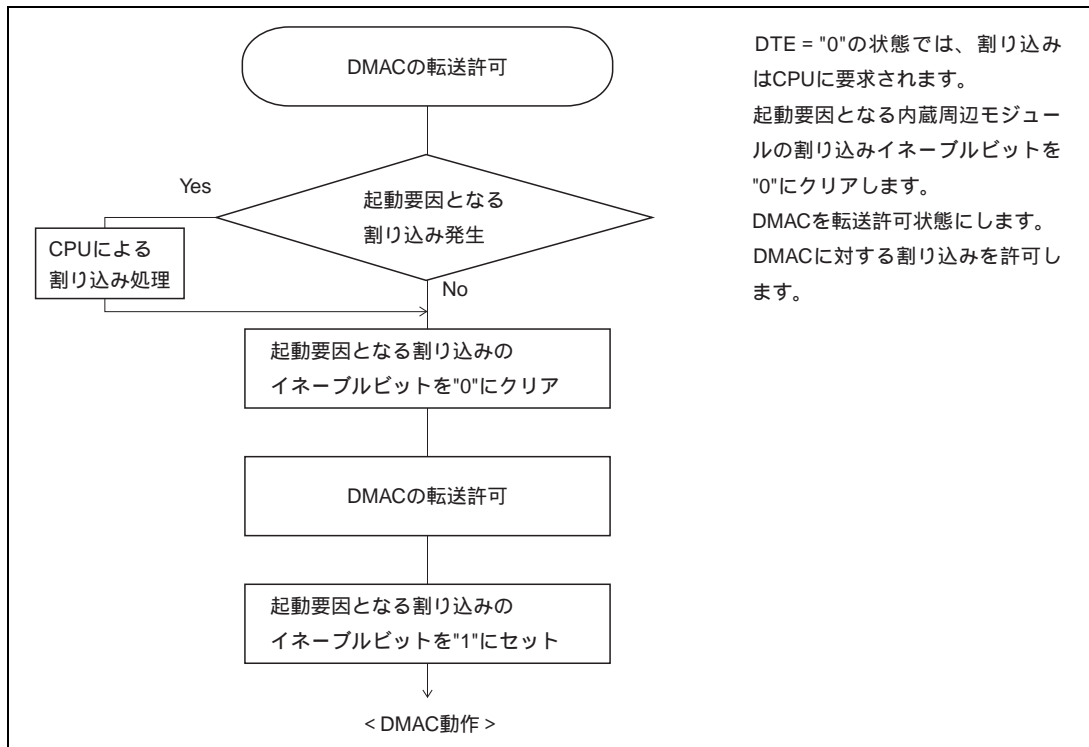 DMACの転送許可
Yes
起動要因となる
割り込み発生
CPUによる
割り込み処理
No
起動要因となる割り込みの
イネーブルビットを"0"にクリア
DMACの転送許可
起動要因となる割り込みの
イネーブルビットを"1"にセット
< DMAC動作 >
DTE = "0"の状態では、割り込み
はCPUに要求されます。
起動要因となる内蔵周辺モジュー
ルの割り込みイネーブルビットを
"0"にクリアします。
DMACを転送許可状態にします。
DMACに対する割り込みを許可し
ます。